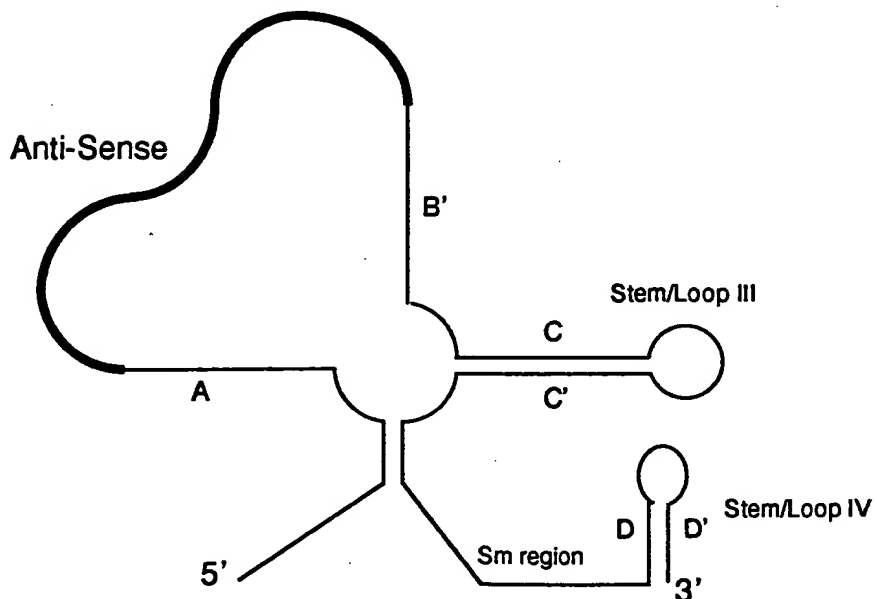 Anti-Sense
B'
Stem/Loop III
C
A
C'
D
D'
Stem/Loop IV
Sm region
5'
3'